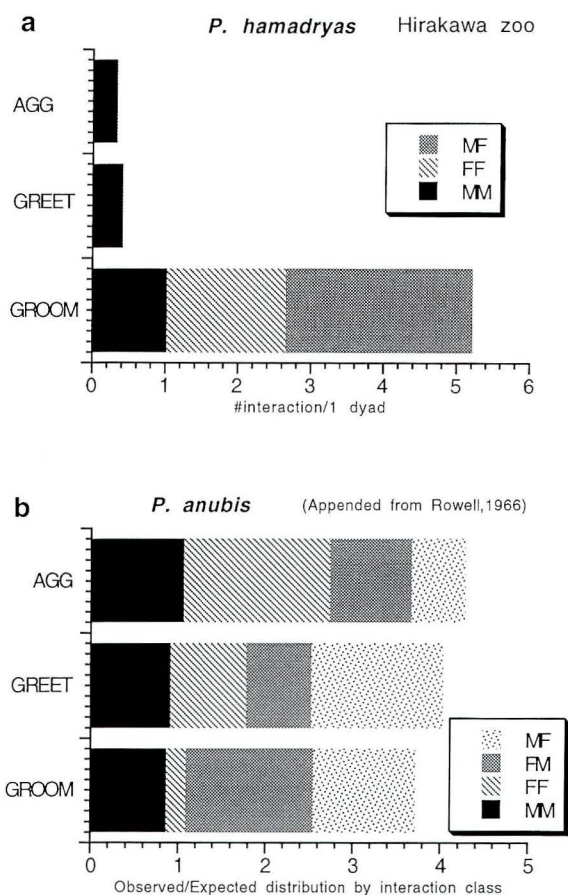 a
P. hamadryas Hirakawa zoo
AGG
GREET
GROOM
MF
FF
MM
0 1 2 3 4 5 6
#interaction/1 dyad
b
P. anubis (Appended from Rowell,1966)
AGG
GREET
GROOM
MF
FM
FF
MM
0 1 2 3 4 5
Observed/Expected distribution by interaction class